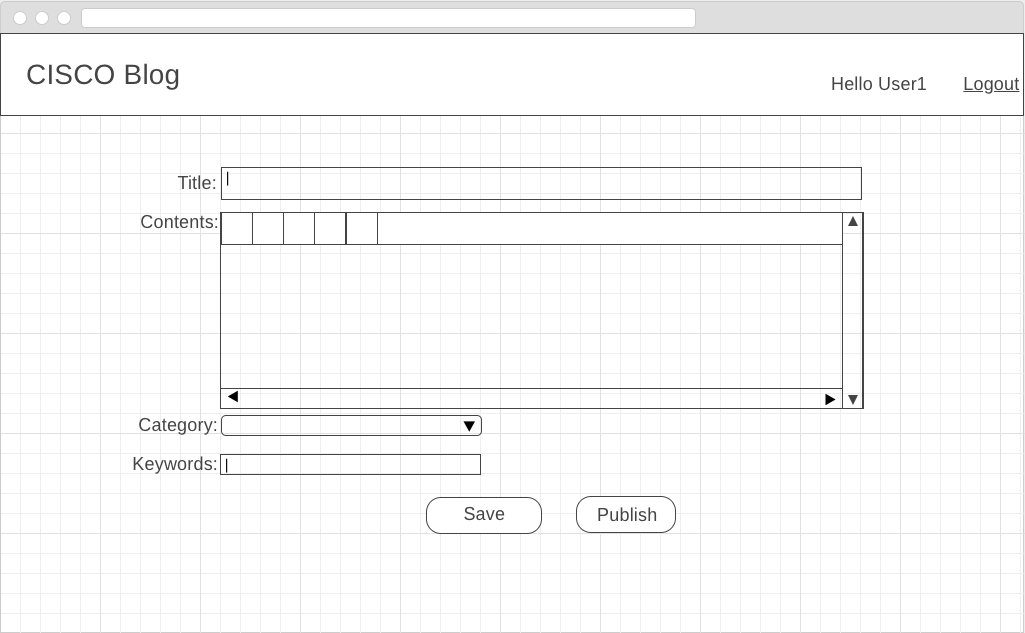 CISCO Blog
Hello User1 Logout
Title:
Contents:
Category:
Keywords:
Save Publish